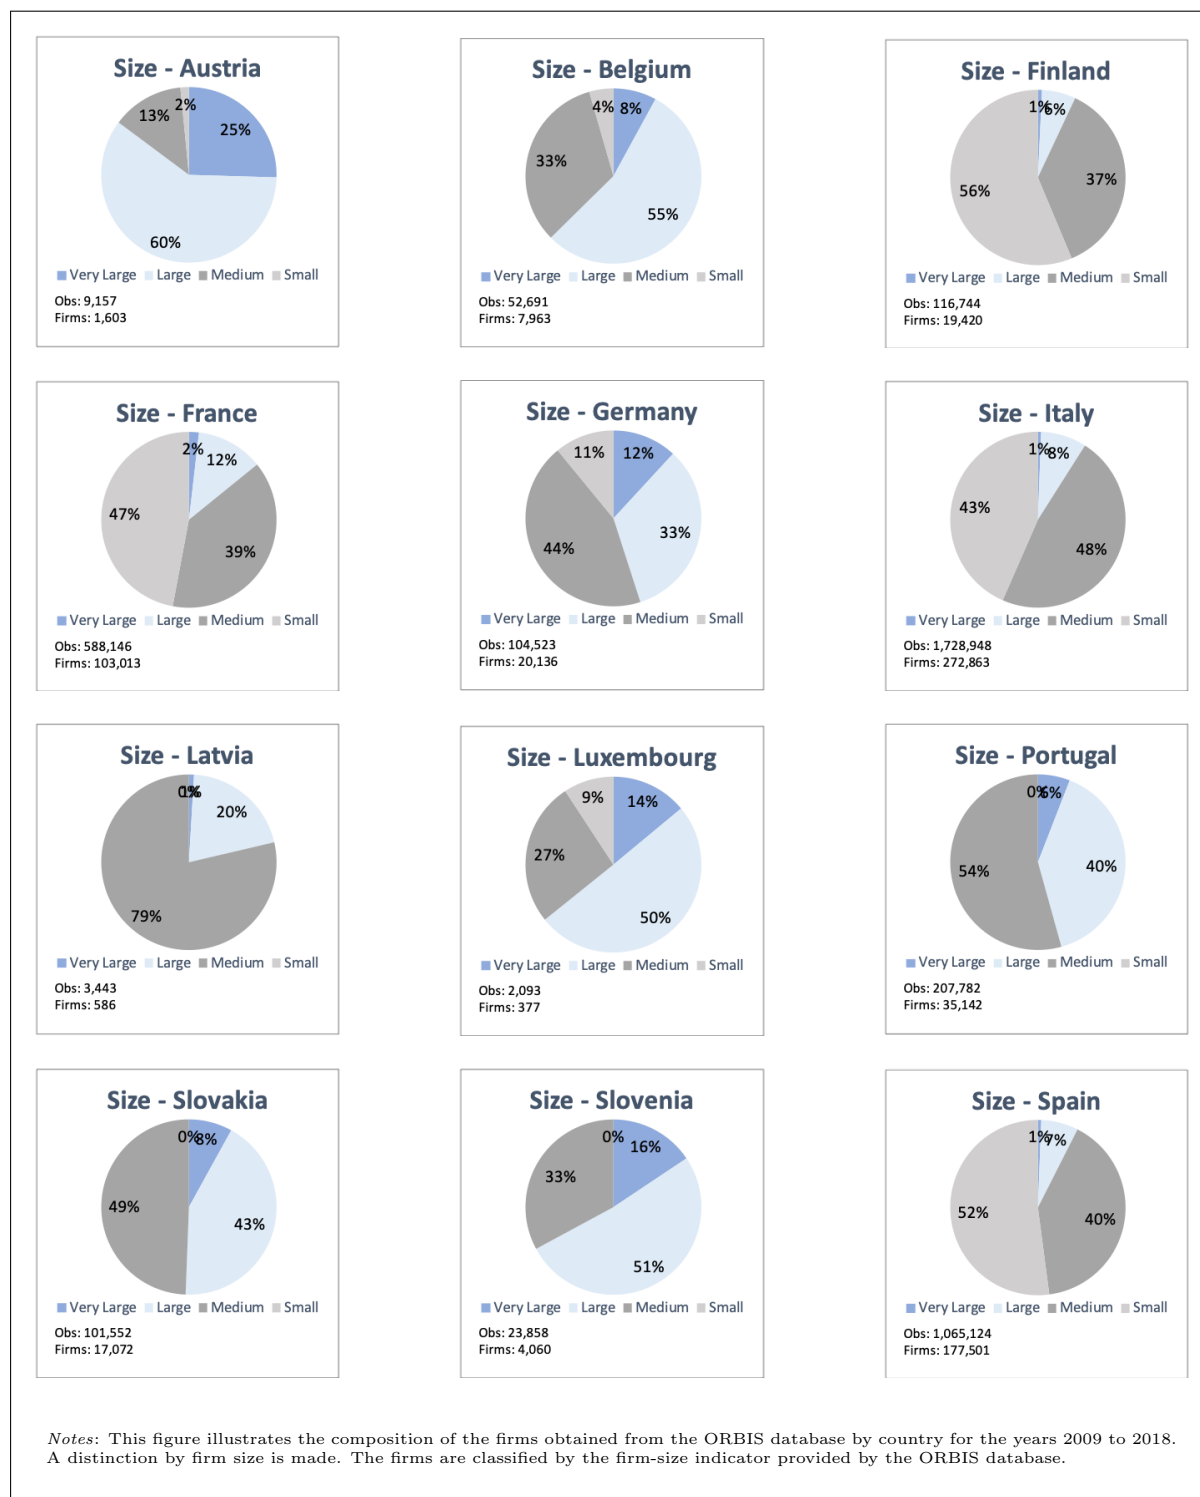 Size - Austria
2%
13%
25%
60%
Very Large Large Medium Small
Obs: 9,157
Firms: 1,603
Size - Belgium
4% 8%
33%
55%
Very Large Large Medium Small
Obs: 52,691
Firms: 7,963
Size - Finland
1% 6%
37%
56%
Very Large Large Medium Small
Obs: 116,744
Firms: 19,420
Size - France
2%
12%
47%
39%
Very Large Large Medium Small
Obs: 588,146
Firms: 103,013
Size - Germany
11% 12%
33%
44%
Very Large Large Medium Small
Obs: 104,523
Firms: 20,136
Size - Italy
1% 8%
43%
48%
Very Large Large Medium Small
Obs: 1,728,948
Firms: 272,863
Size - Latvia
0% 1%
20%
79%
Very Large Large Medium Small
Obs: 3,443
Firms: 586
Size - Luxembourg
9% 14%
27%
50%
Very Large Large Medium Small
Obs: 2,093
Firms: 377
Size - Portugal
0% 6%
40%
54%
Very Large Large Medium Small
Obs: 207,782
Firms: 35,142
Size - Slovakia
0% 8%
49%
43%
Very Large Large Medium Small
Obs: 101,552
Firms: 17,072
Size - Slovenia
0%
16%
33%
51%
Very Large Large Medium Small
Obs: 23,858
Firms: 4,060
Size - Spain
1% 7%
52%
40%
Very Large Large Medium Small
Obs: 1,065,124
Firms: 177,501
Notes: This figure illustrates the composition of the firms obtained from the ORBIS database by country for the years 2009 to 2018.
A distinction by firm size is made. The firms are classified by the firm-size indicator provided by the ORBIS database.